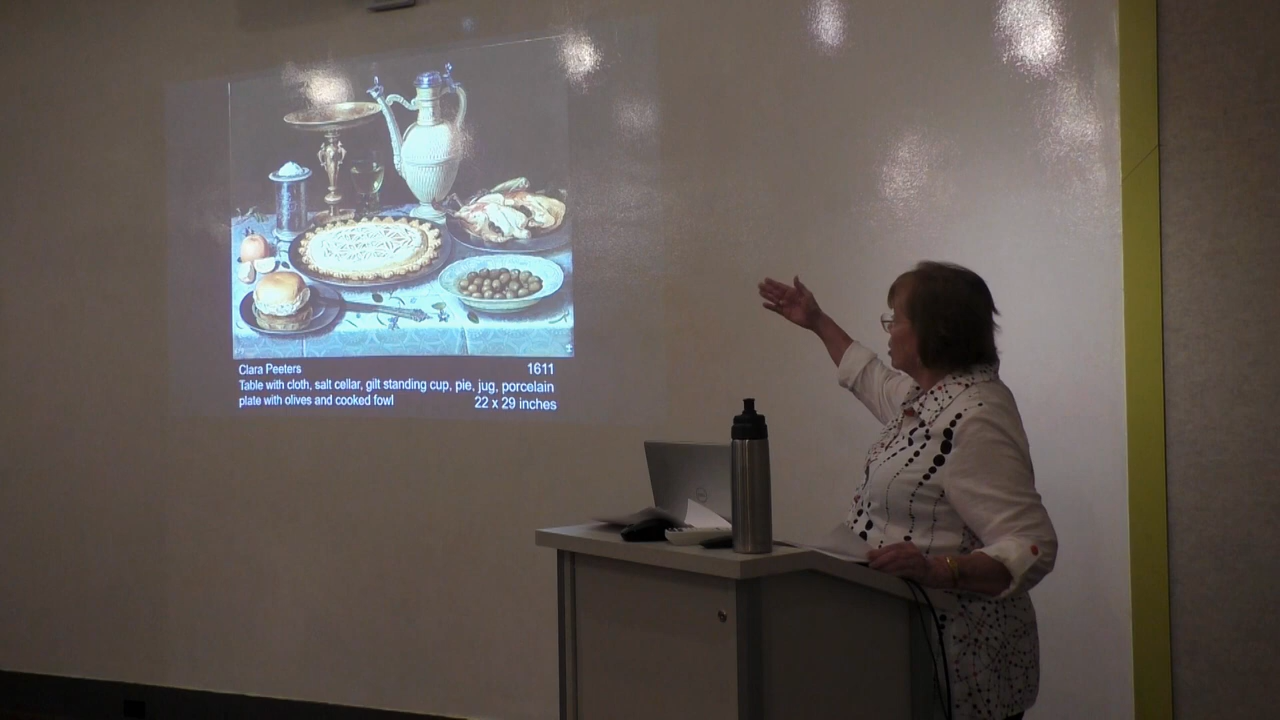 Clara Peeters 1611
Table with cloth, salt cellar, gilt standing cup, pie, jug, porcelain
plate with olives and cooked fowl 22 x 29 inches